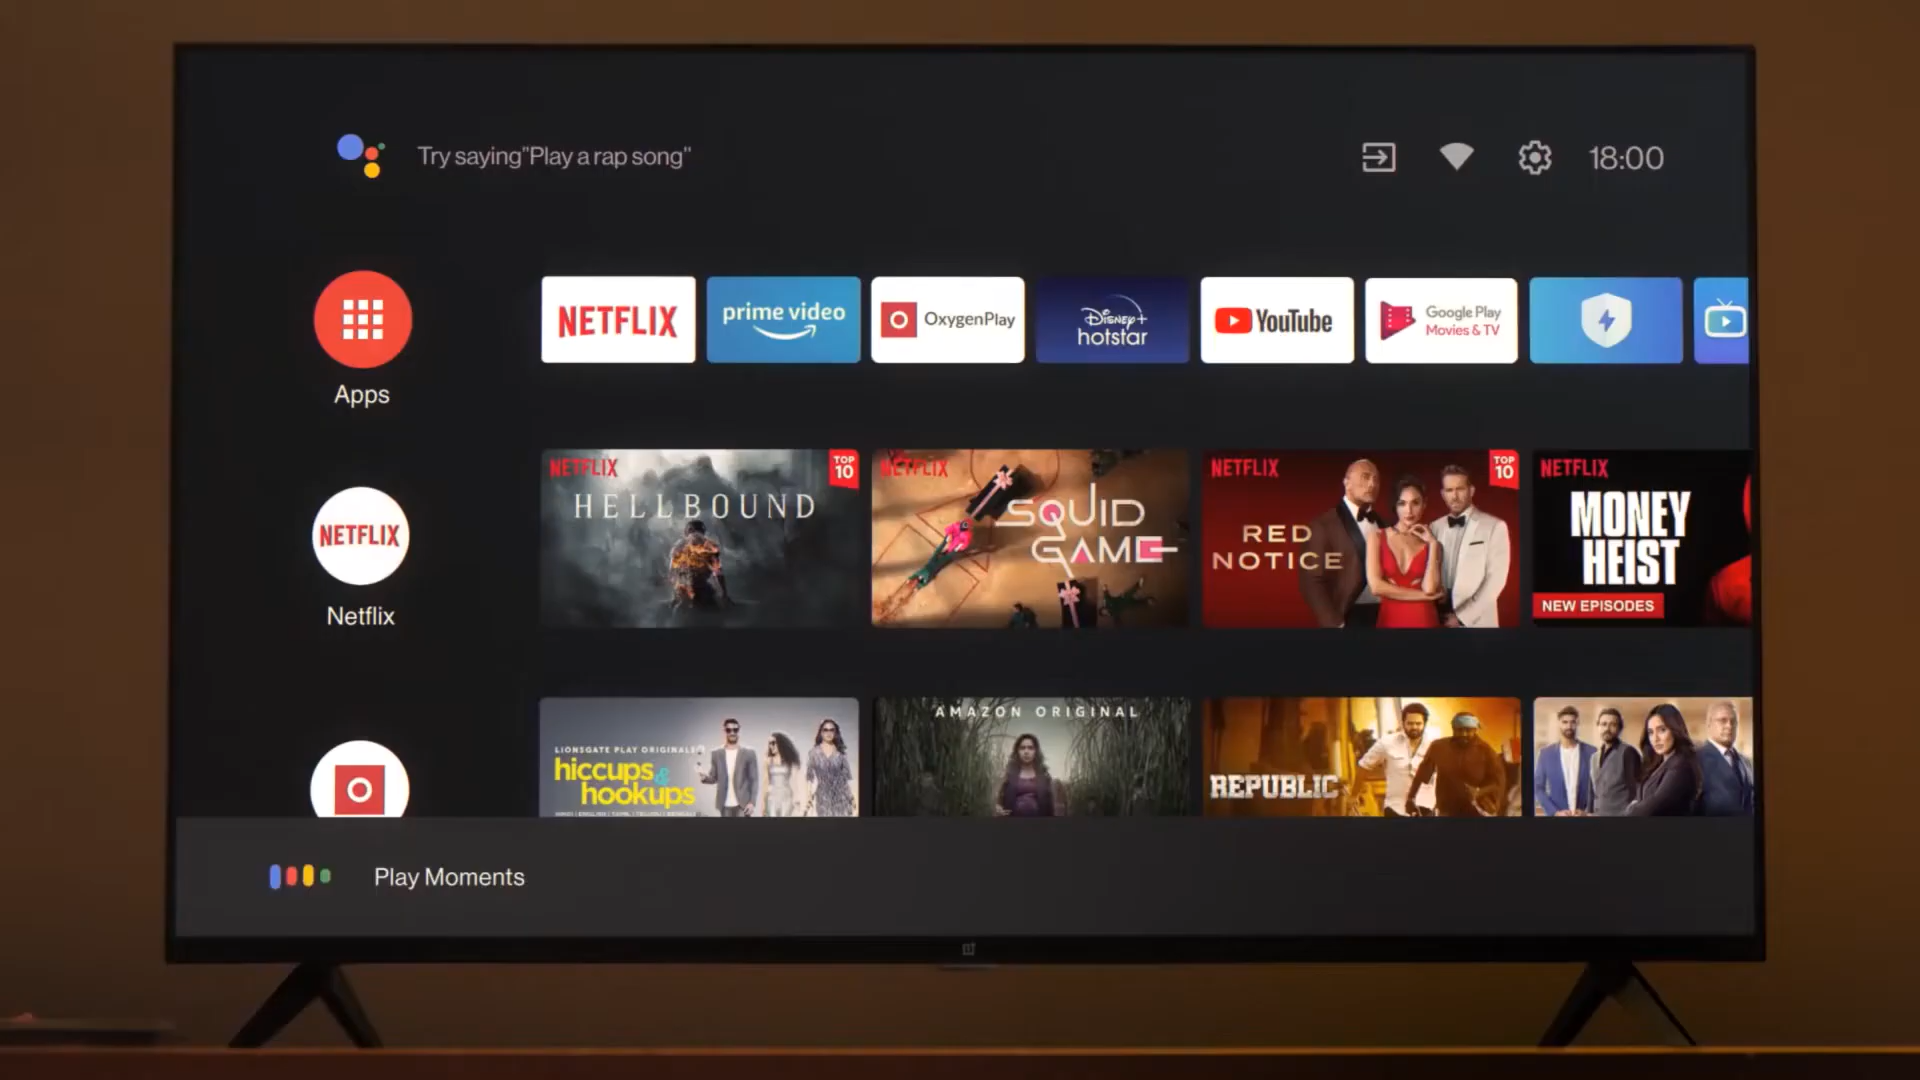 Try saying"Play a rap song"
18:00
Apps
NETFLIX
prime video
OxygenPlay
Disney+
hotstar
YouTube
Google Play
Movies & TV
NETFLIX
Netflix
NETFLIX
TOP
10
HELLBOUND
NETFLIX
SQUID
GAME
NETFLIX
TOP
10
RED
NOTICE
NETFLIX
MONEY
HEIST
NEW EPISODES
LIONSGATE PLAY ORIGINALS
hiccups &
hookups
AMAZON ORIGINAL
REPUBLIC
Play Moments